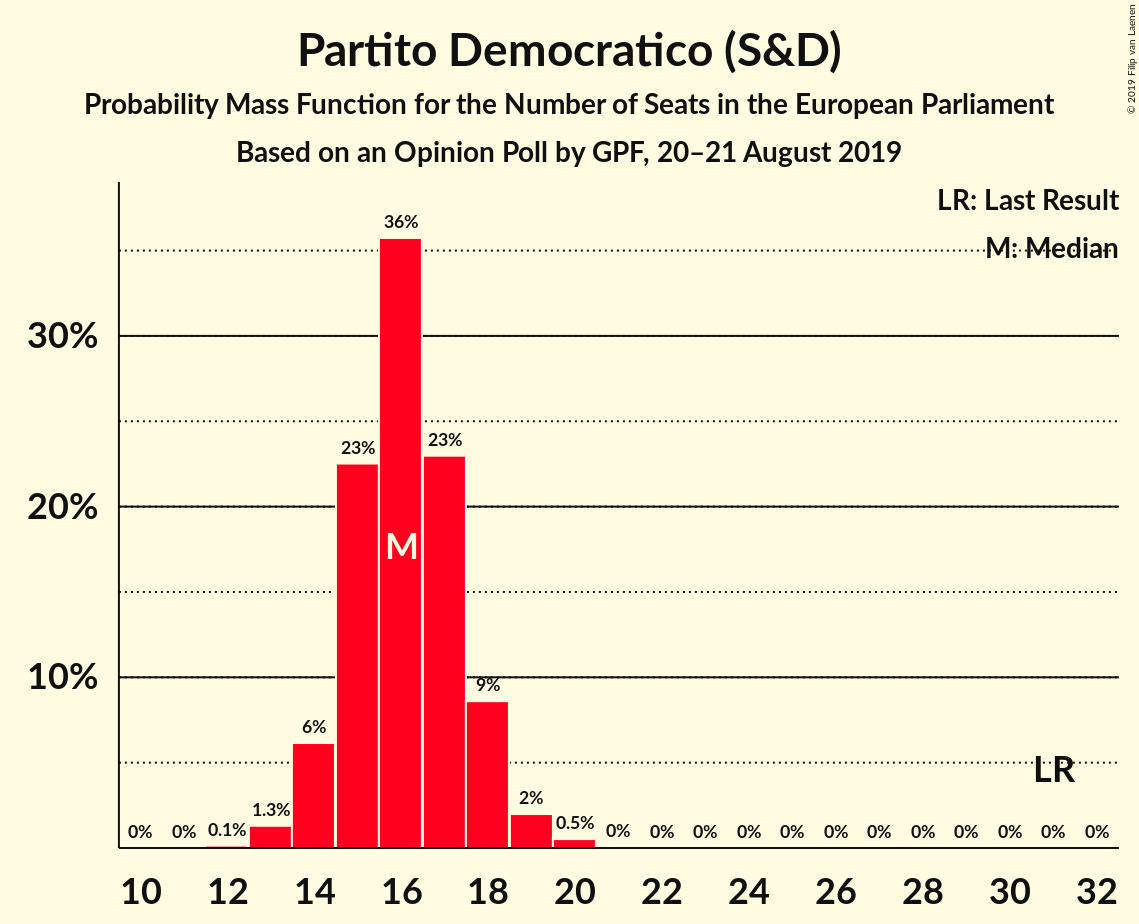 Partito Democratico (S&D)
Probability Mass Function for the Number of Seats in the European Parliament
Based on an Opinion Poll by GPF, 20–21 August 2019
© 2019 Filip van Laenen
LR: Last Result
M: Median
30%
20%
10%
0% 0% 0.1% 1.3% 6% 23% 36% 23% 9% 2% 0.5% 0% 0% 0% 0% 0% 0% 0% 0% 0% 0% 0% 0%
M
LR
10 12 14 16 18 20 22 24 26 28 30 32